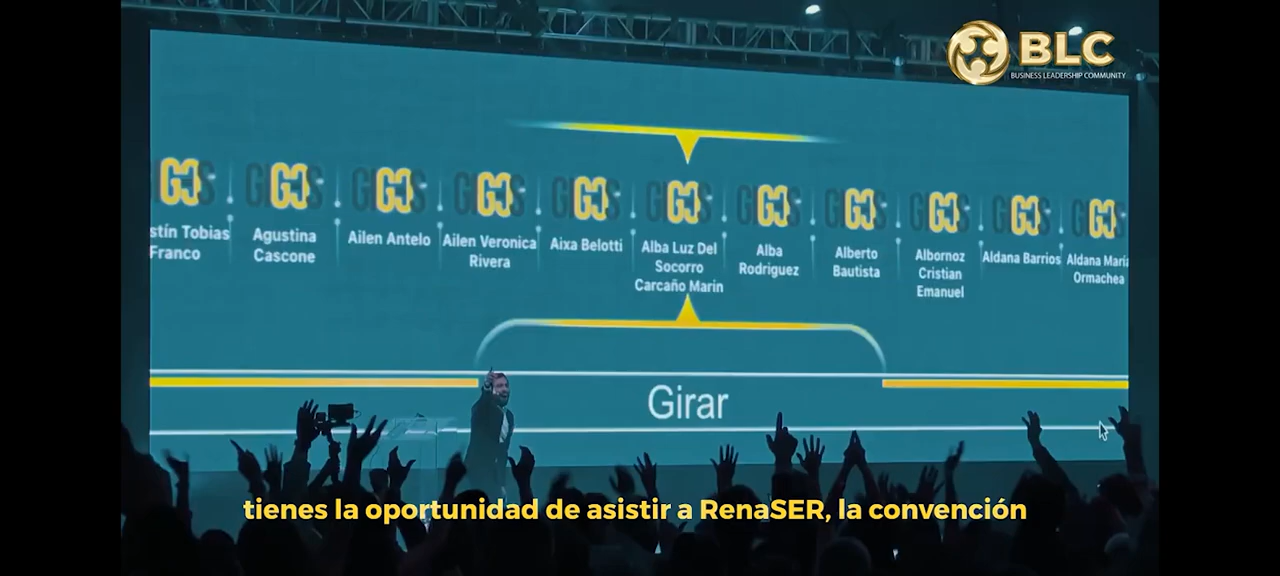 BLC
BUSINESS LEADERSHIP COMMUNITY
stín Tobias
Franco
Agustina
Cascone
Ailen Antelo
Ailen Veronica
Rivera
Aixa Belotti
Alba Luz Del
Socorro
Carcaño Marin
Alba
Rodriguez
Alberto
Bautista
Albornoz
Cristian
Emanuel
Aldana Barrios
Aldana María
Ormachea
Girar
tienes la oportunidad de asistir a RenaSER, la convención